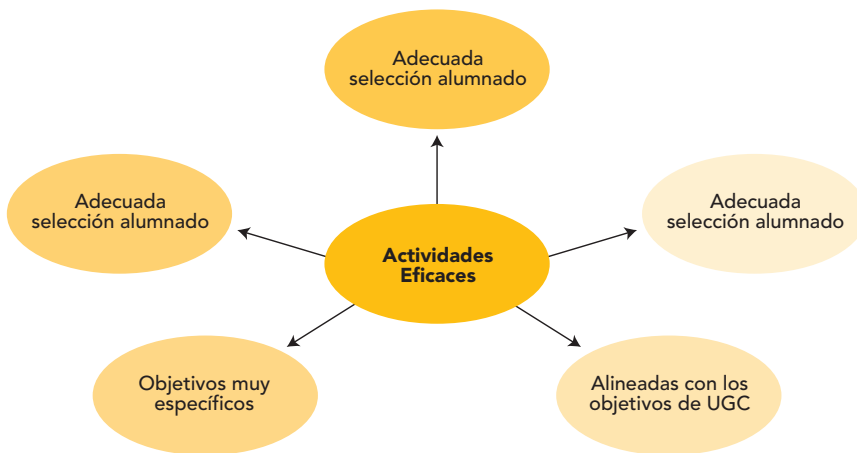 Adecuada
selección alumnado
Adecuada
selección alumnado
Adecuada
selección alumnado
Actividades
Eficaces
Objetivos muy
específicos
Alineadas con los
objetivos de UGC